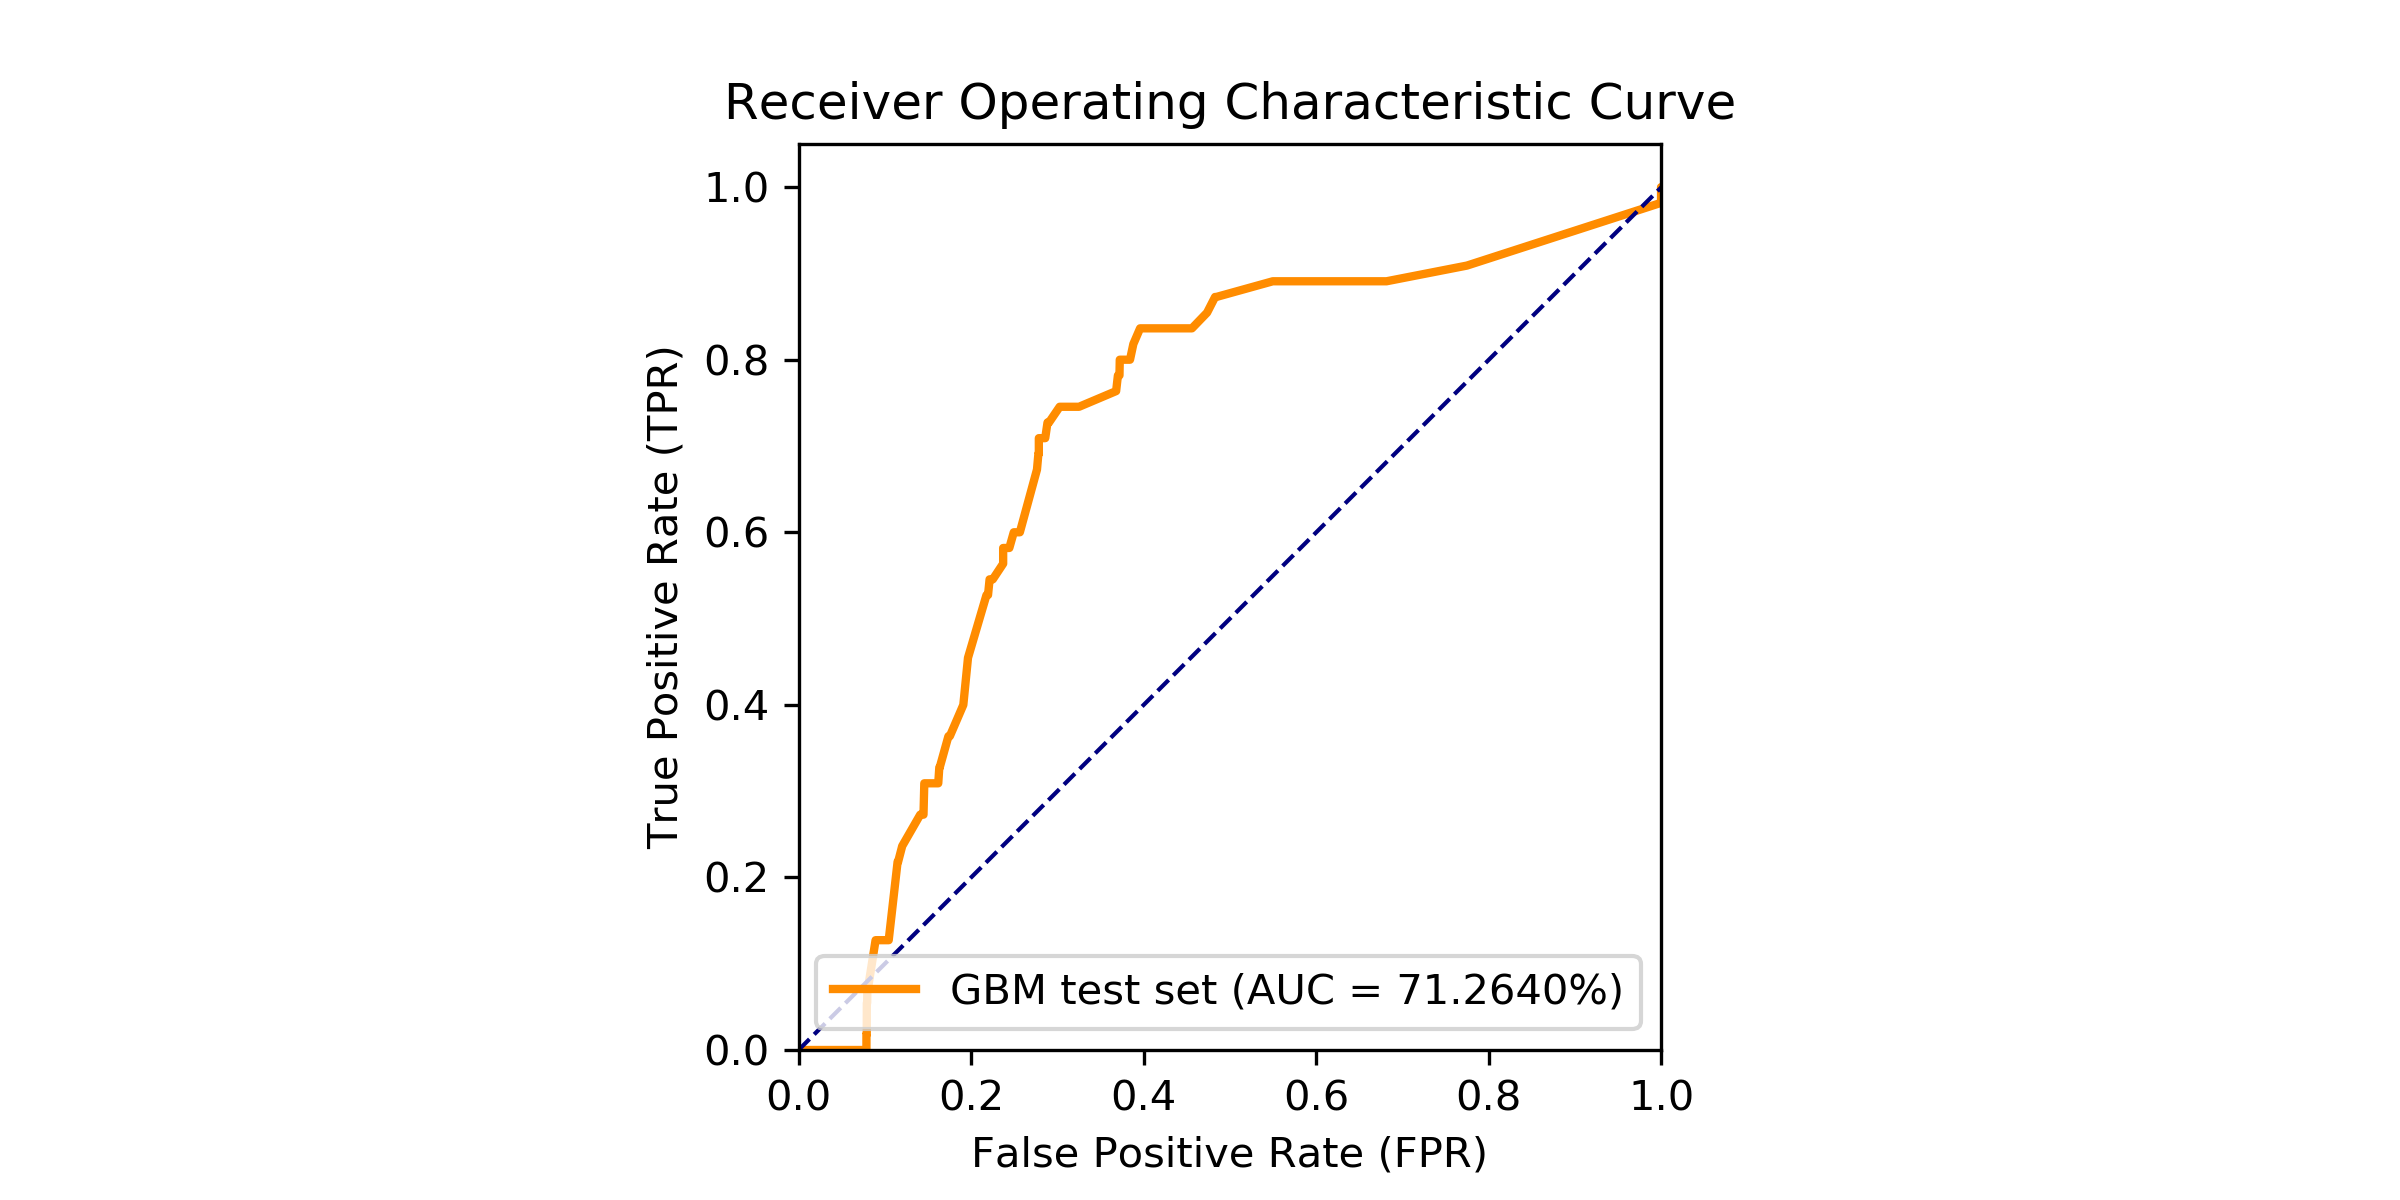 Receiver Operating Characteristic Curve
True Positive Rate (TPR)
1.0
0.8
0.6
0.4
0.2
0.0
GBM test set (AUC = 71.2640%)
0.0 0.2 0.4 0.6 0.8 1.0
False Positive Rate (FPR)